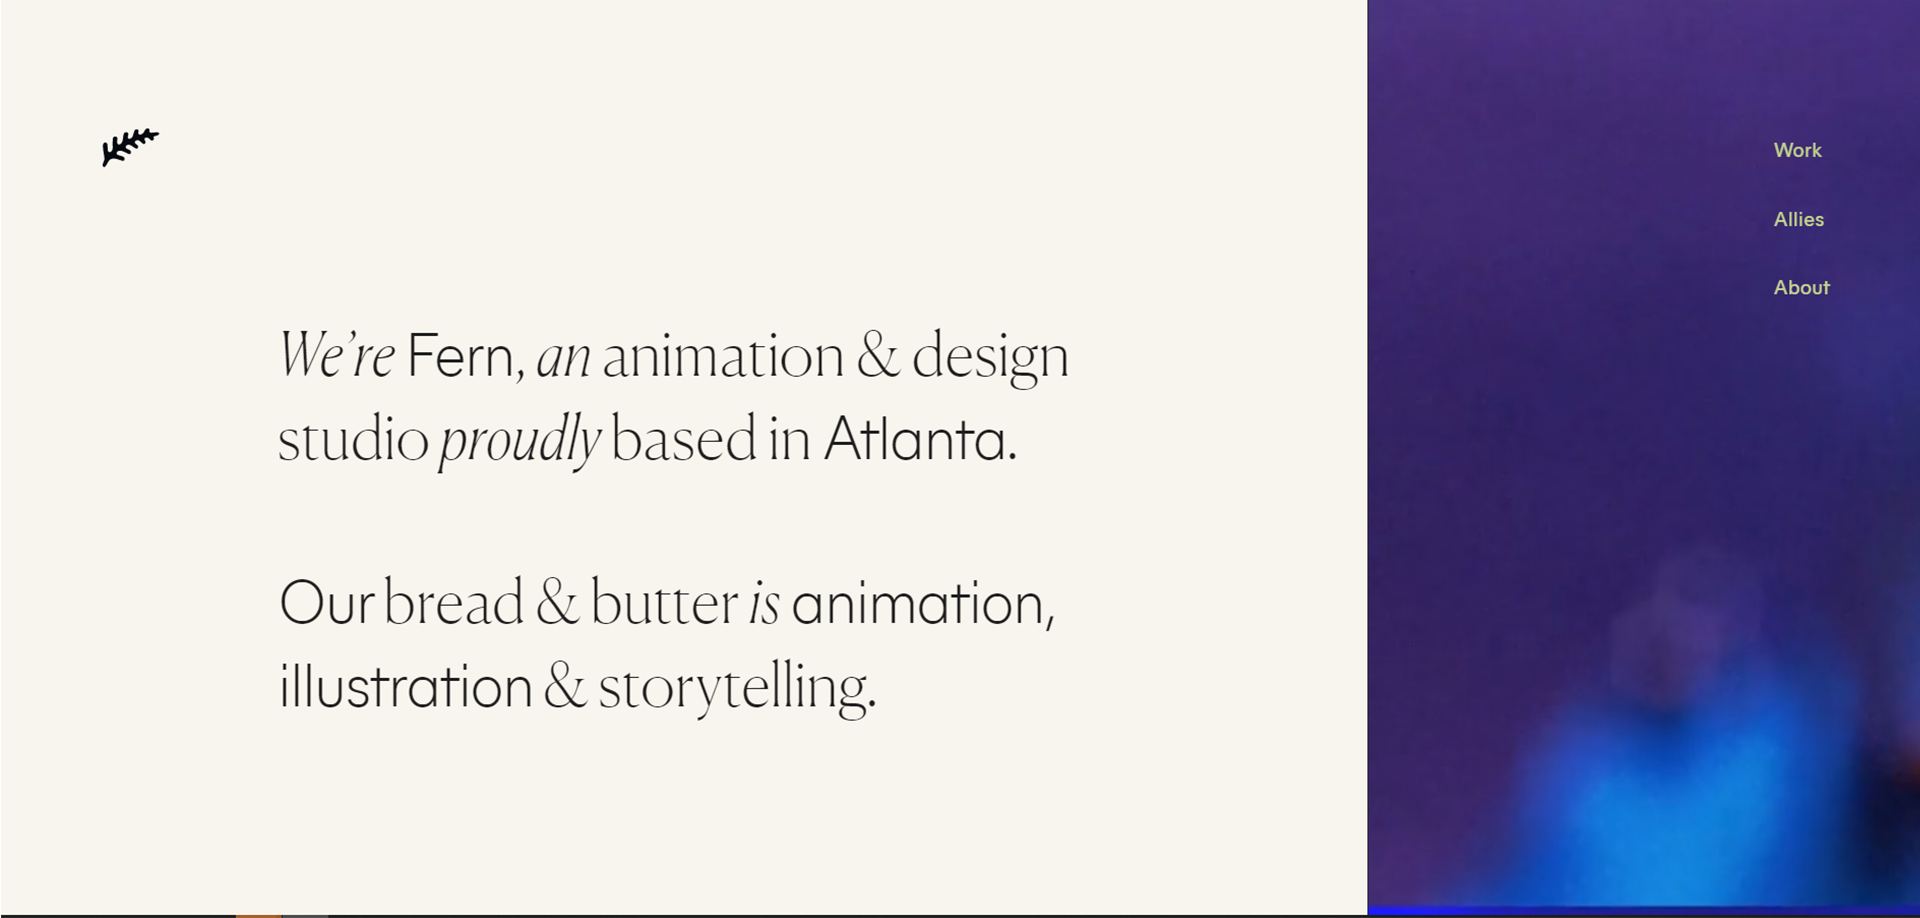 We’re Fern, an animation & design
studio proudly based in Atlanta.
Our bread & butter is animation,
illustration & storytelling.
Work
Allies
About